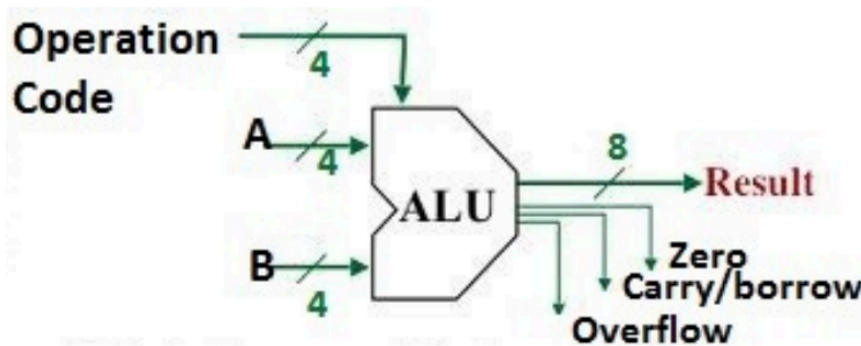 Operation
Code
4
A
4
ALU
8
Result
B
4
Zero
Carry/borrow
Overflow